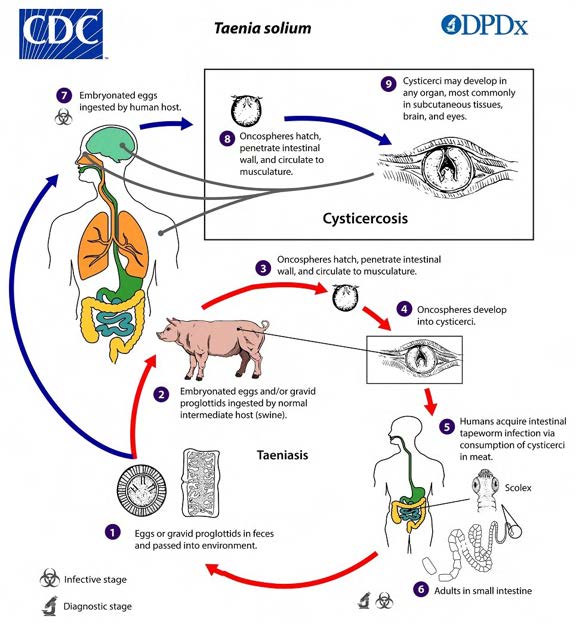 CDC
Taenia solium
DPDx
7 Embryonated eggs
ingested by human host.
8 Oncospheres hatch,
penetrate intestinal
wall, and circulate to
musculature.
9 Cysticerci may develop in
any organ, most commonly
in subcutaneous tissues,
brain, and eyes.
Cysticercosis
3 Oncospheres hatch, penetrate intestinal
wall, and circulate to musculature.
4 Oncospheres develop
into cysticerci.
2 Embryonated eggs and/or gravid
proglottids ingested by normal
intermediate host (swine).
5 Humans acquire intestinal
tapeworm infection via
consumption of cysticerci
in meat.
Taeniasis
Scolex
1 Eggs or gravid proglottids in feces
and passed into environment.
6 Adults in small intestine
Infective stage
Diagnostic stage